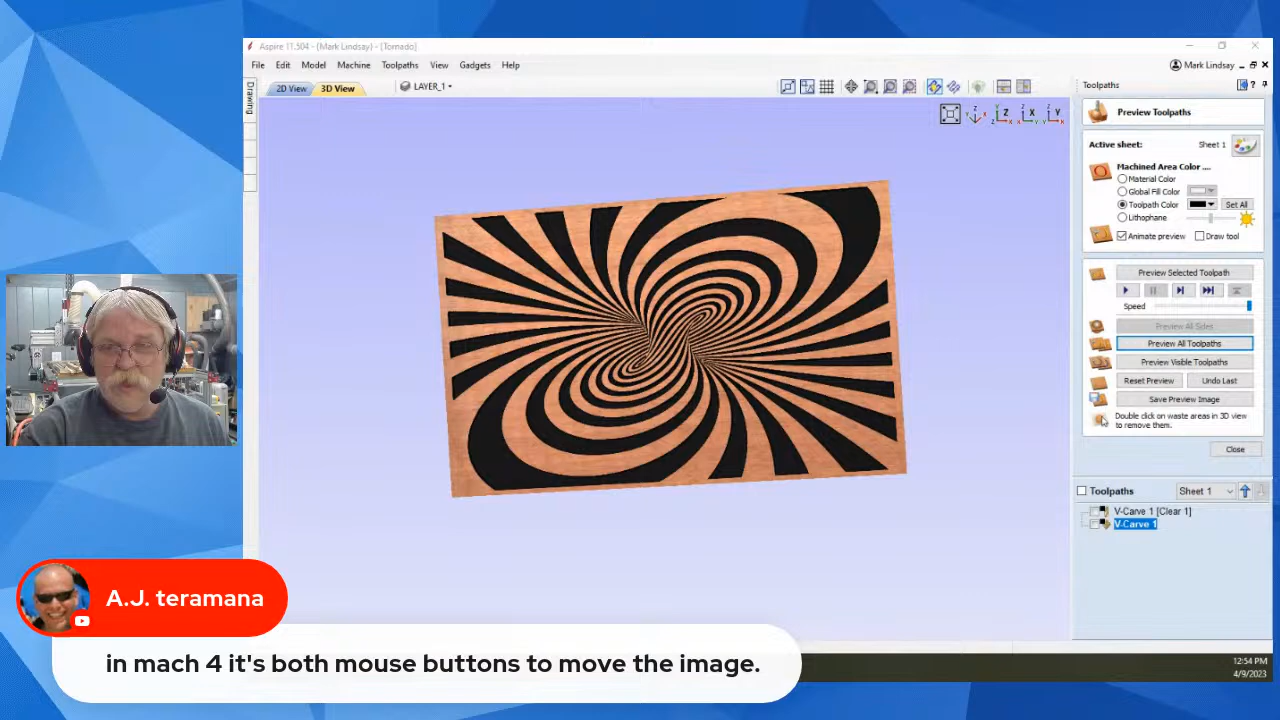 Aspire 11.504 - (Mark Lindsay) - [Tornado]
File Edit Model Machine Toolpaths View Gadgets Help
Mark Lindsay
2D View 3D View LAYER_1
Drawing
Toolpaths
Preview Toolpaths
Active sheet: Sheet 1
Machined Area Color ....
Material Color
Global Fill Color
Toolpath Color Set All
Lithophane
Animate preview Draw tool
Preview Selected Toolpath
Speed
Preview All Sides
Preview All Toolpaths
Preview Visible Toolpaths
Reset Preview Undo Last
Save Preview Image
Double click on waste areas in 3D view
to remove them.
Close
Toolpaths Sheet 1
V-Carve 1 [Clear 1]
V-Carve 1
A.J. teramana
in mach 4 it's both mouse buttons to move the image.
12:54 PM
4/9/2023